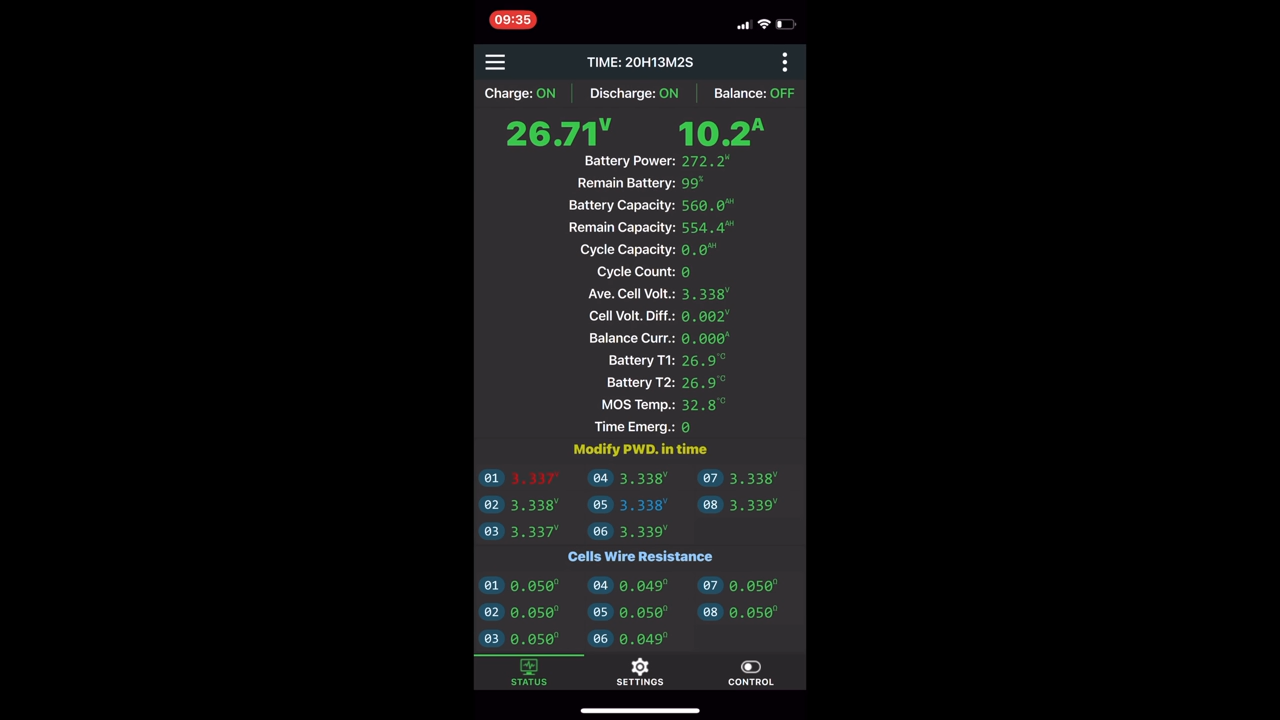 09:35
TIME: 20H13M2S
Charge: ON Discharge: ON Balance: OFF
26.71V 10.2A
Battery Power: 272.2W
Remain Battery: 99%
Battery Capacity: 560.0AH
Remain Capacity: 554.4AH
Cycle Capacity: 0.0AH
Cycle Count: 0
Ave. Cell Volt.: 3.338V
Cell Volt. Diff.: 0.002V
Balance Curr.: 0.000A
Battery T1: 26.9°C
Battery T2: 26.9°C
MOS Temp.: 32.8°C
Time Emerg.: 0
Modify PWD. in time
01 3.337V 04 3.338V 07 3.338V
02 3.338V 05 3.338V 08 3.339V
03 3.337V 06 3.339V
Cells Wire Resistance
01 0.050Ω 04 0.049Ω 07 0.050Ω
02 0.050Ω 05 0.050Ω 08 0.050Ω
03 0.050Ω 06 0.049Ω
STATUS SETTINGS CONTROL